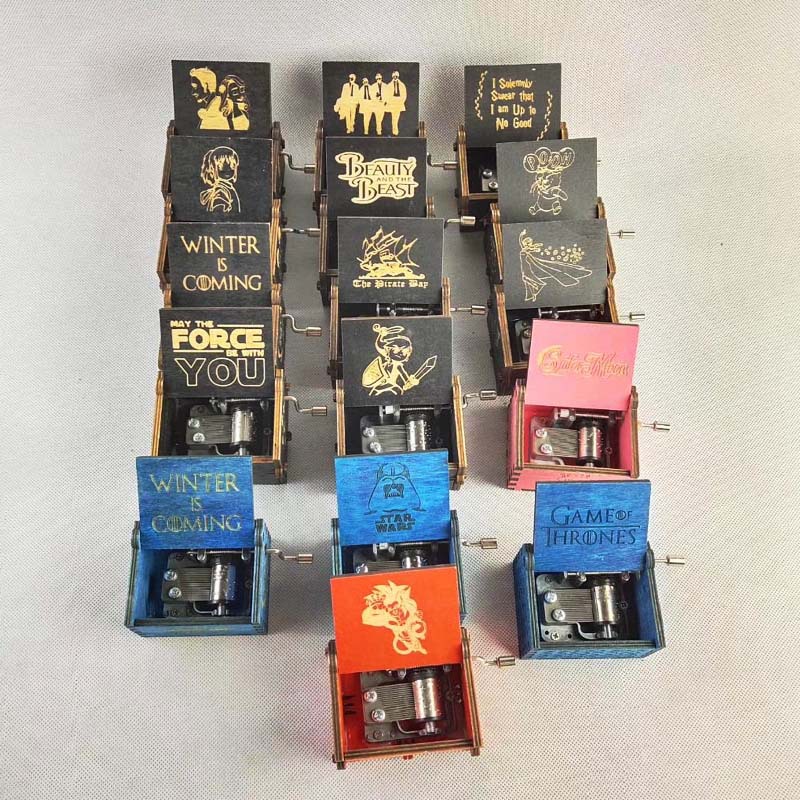 I Solemnly
Swear that
I am Up to
No Good
BEAUTY
AND THE
BEAST
POOH
WINTER
IS
COMING
The Pirate Bay
MAY THE
FORCE
BE WITH
YOU
Sailor Moon
WINTER
IS
COMING
STAR
WARS
GAME OF
THRONES